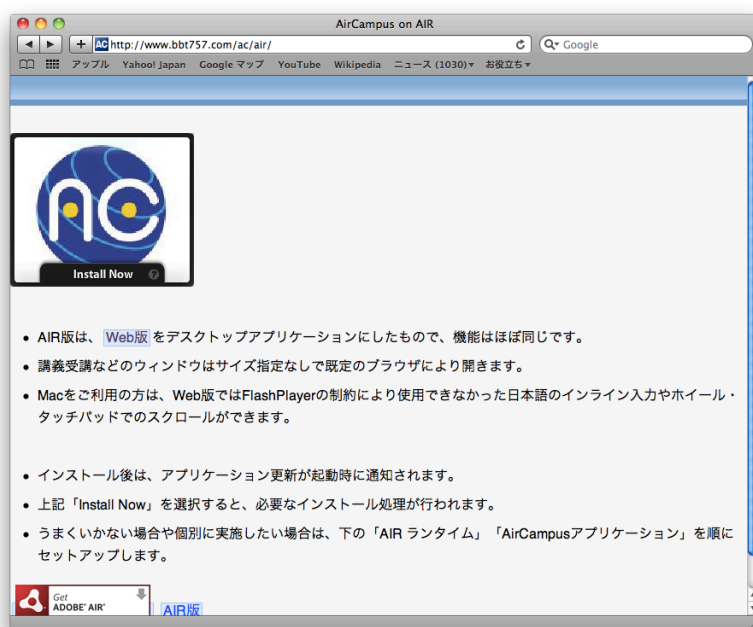 AirCampus on AIR
AC http://www.bbt757.com/ac/air/ Google
アップル Yahoo! Japan Google マップ YouTube Wikipedia ニュース (1030)▼ お役立ち▼
AC
Install Now ?
• AIR版は、 Web版 をデスクトップアプリケーションにしたもので、機能はほぼ同じです。
• 講義受講などのウィンドウはサイズ指定なしで既定のブラウザにより開きます。
• Macをご利用の方は、Web版ではFlashPlayerの制約により使用できなかった日本語のインライン入力やホイール・
タッチパッドでのスクロールができます。
• インストール後は、アプリケーション更新が起動時に通知されます。
• 上記「Install Now」を選択すると、必要なインストール処理が行われます。
• うまくいかない場合や個別に実施したい場合は、下の「AIR ランタイム」「AirCampusアプリケーション」を順に
セットアップします。
Get
ADOBE® AIR® AIR版